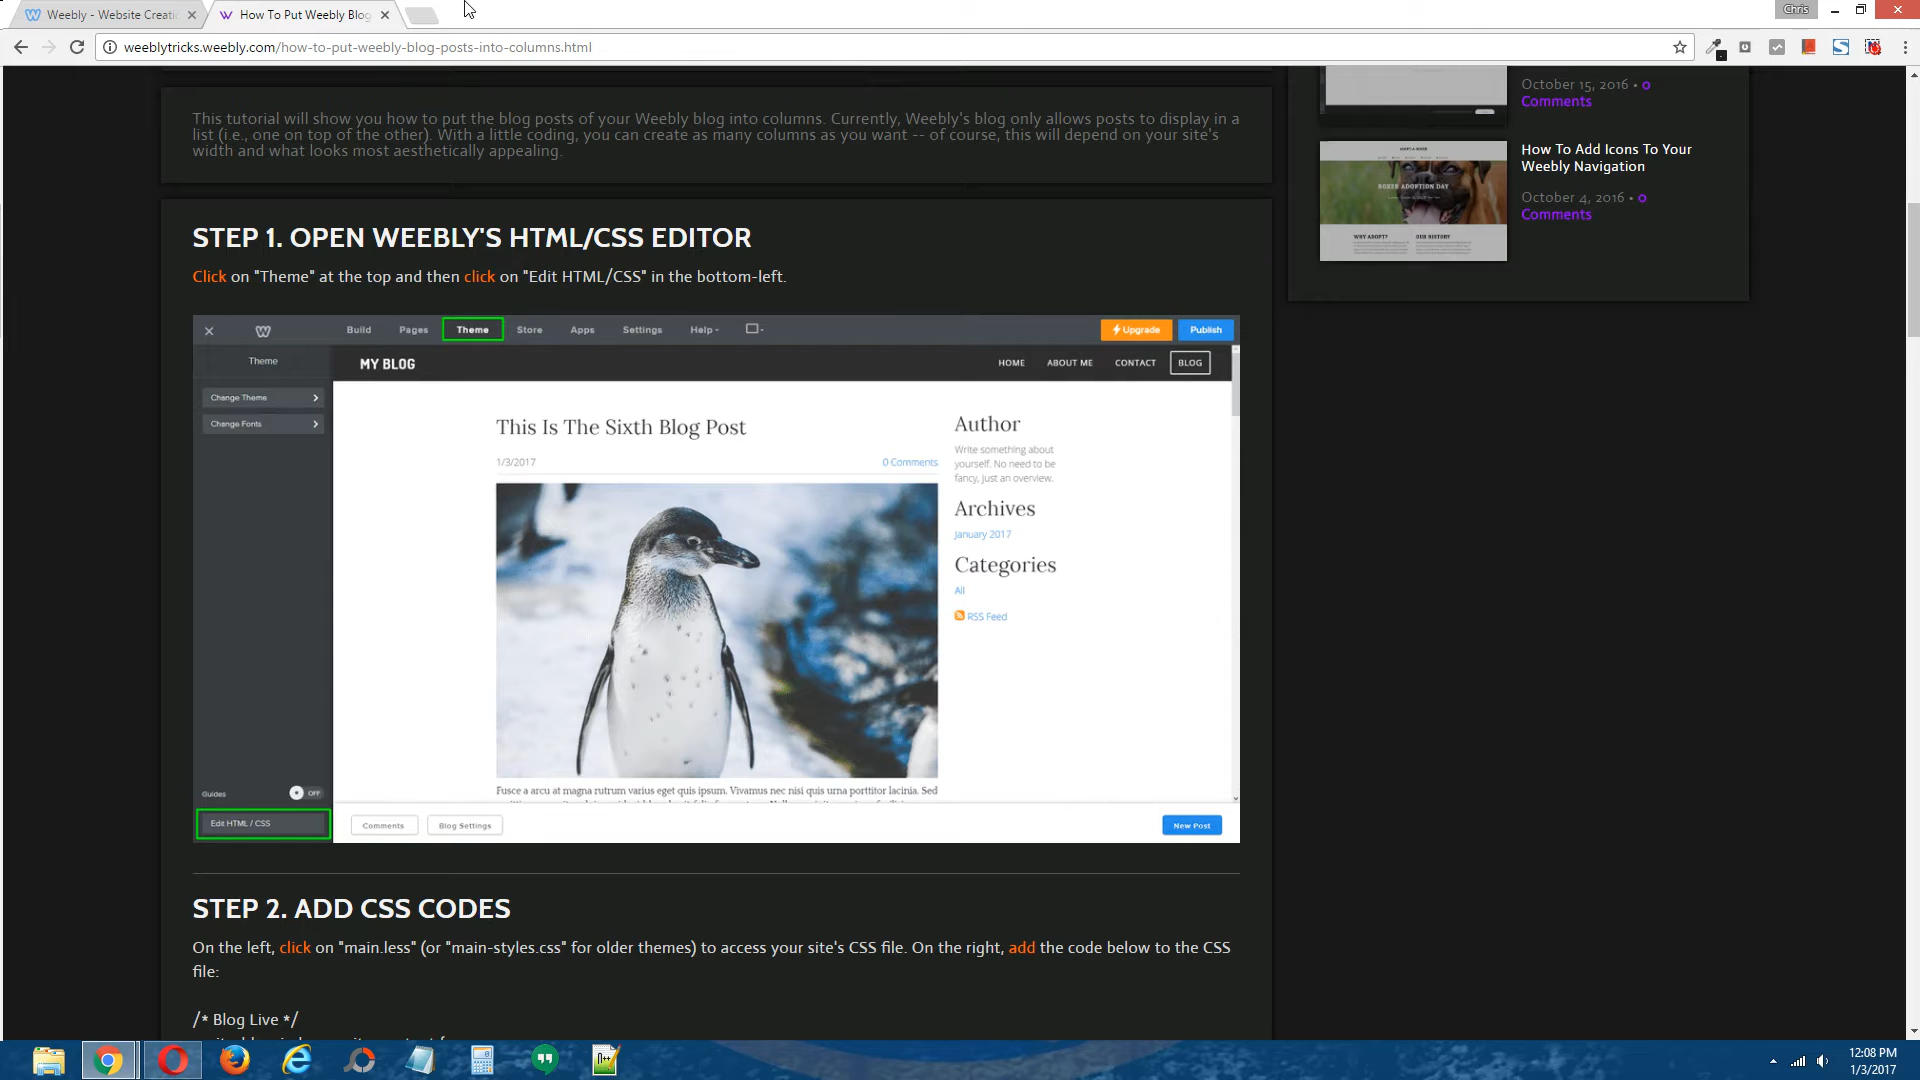 Weebly - Website Creatic
How To Put Weebly Blog
Chris
weeblytricks.weebly.com/how-to-put-weebly-blog-posts-into-columns.html
This tutorial will show you how to put the blog posts of your Weebly blog into columns. Currently, Weebly's blog only allows posts to display in a
list (i.e., one on top of the other). With a little coding, you can create as many columns as you want -- of course, this will depend on your site's
width and what looks most aesthetically appealing.
October 15, 2016 • 0
Comments
How To Add Icons To Your
Weebly Navigation
October 4, 2016 • 0
Comments
ADOPT-A-BOXER
BOXER ADOPTION DAY
WHY ADOPT? OUR HISTORY
STEP 1. OPEN WEEBLY'S HTML/CSS EDITOR
Click on "Theme" at the top and then click on "Edit HTML/CSS" in the bottom-left.
Build Pages Theme Store Apps Settings Help Upgrade Publish
Theme
MY BLOG
HOME ABOUT ME CONTACT BLOG
Change Theme
Change Fonts
This Is The Sixth Blog Post
1/3/2017
0 Comments
Author
Write something about
yourself. No need to be
fancy, just an overview.
Archives
January 2017
Categories
All
RSS Feed
Fusce a arcu at magna rutrum varius eget quis ipsum. Vivamus nec nisi quis urna porttitor lacinia. Sed
Guides OFF
Edit HTML / CSS
Comments
Blog Settings
New Post
STEP 2. ADD CSS CODES
On the left, click on "main.less" (or "main-styles.css" for older themes) to access your site's CSS file. On the right, add the code below to the CSS
file:
/* Blog Live */
12:08 PM
1/3/2017